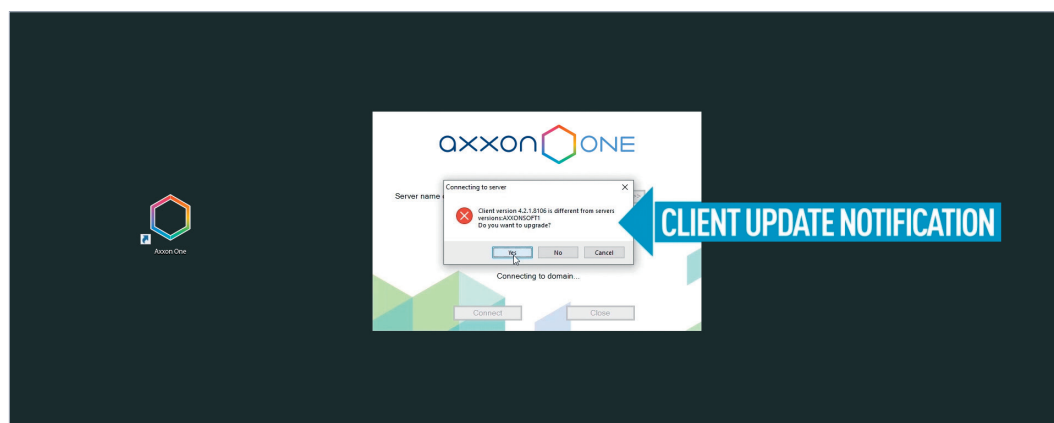 axxon ONE
Connecting to server
Server name
Client version 4.2.1.8106 is different from servers
versions:AXXONSOFT1
Do you want to upgrade?
CLIENT UPDATE NOTIFICATION
Yes No Cancel
Axxon One
Connecting to domain...
Connect Close